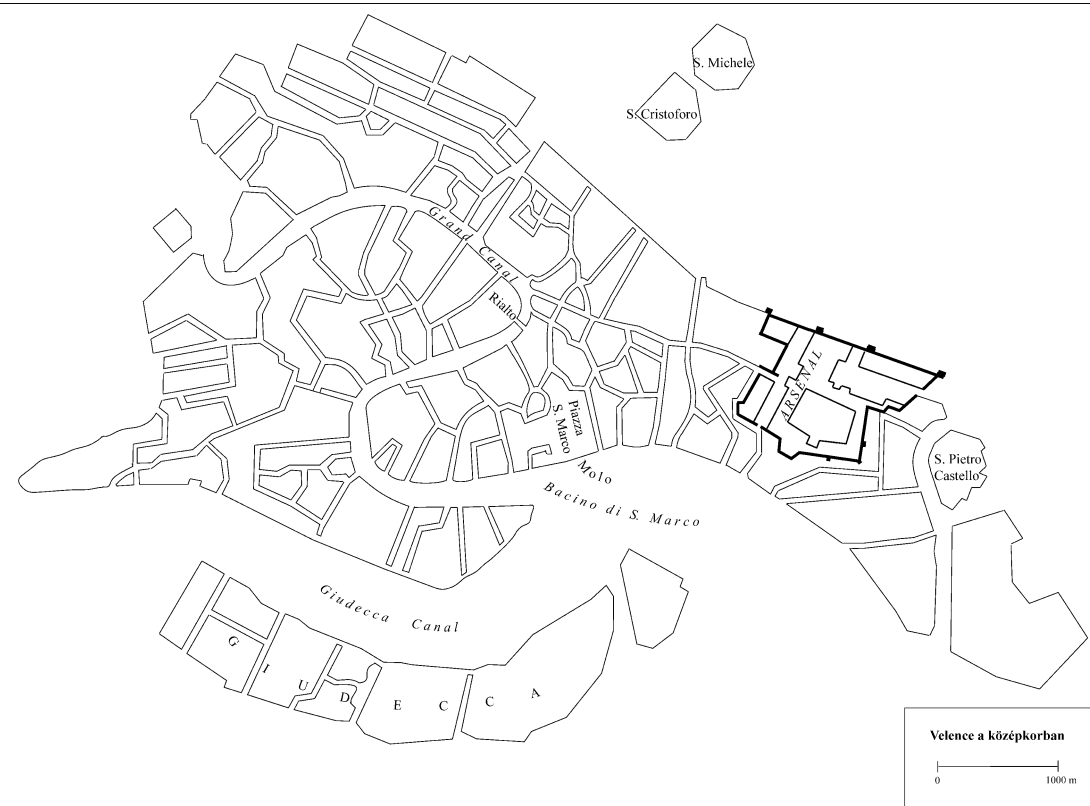 S. Michele
S. Cristoforo
Grand Canal
Rialto
ARSENAL
Piazza
S. Marco
S. Pietro
Castello
Molo
Bacino di S. Marco
Giudecca Canal
GIUDECCA
Velence a középkorban
0 1000 m